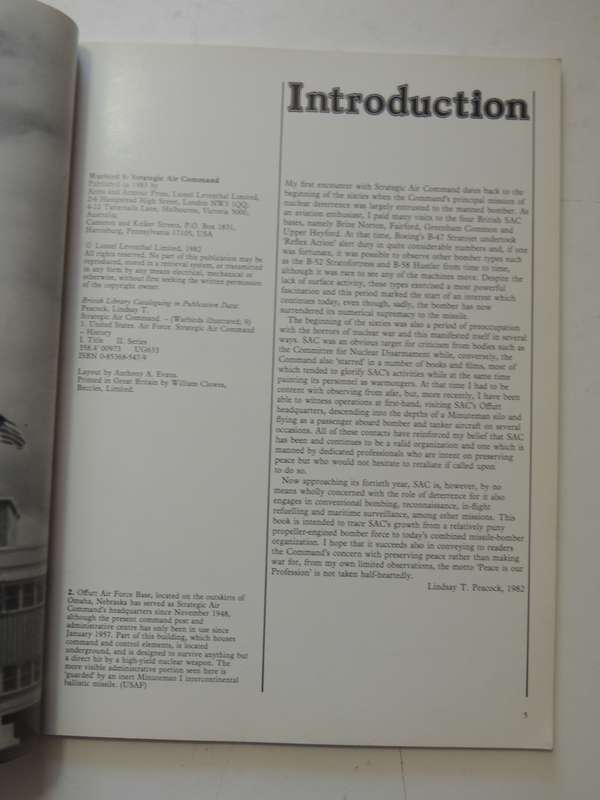 Introduction
Warbird 9: Strategic Air Command
Published in 1983 by
Arms and Armour Press, Lionel Leventhal Limited,
2-6 Hampstead High Street, London NW3 1QQ;
4-12 Tattersalls Lane, Melbourne, Victoria 3000,
Australia;
Cameron and Kelker Streets, P.O. Box 1831,
Harrisburg, Pennsylvania 17105, USA
© Lionel Leventhal Limited, 1982
All rights reserved. No part of this publication may be
reproduced, stored in a retrieval system, or transmitted
in any form by any means electrical, mechanical or
otherwise, without first seeking the written permission
of the copyright owner.
British Library Cataloguing in Publication Data:
Peacock, Lindsay T.
Strategic Air Command. – (Warbirds illustrated; 9)
1. United States. Air Force. Strategic Air Command
– History
I. Title II. Series
358.4'00973 UG633
ISBN 0-85368-547-9
Layout by Anthony A. Evans.
Printed in Great Britain by William Clowes,
Beccles, Limited.
2. Offutt Air Force Base, located on the outskirts of
Omaha, Nebraska has served as Strategic Air
Command's headquarters since November 1948,
although the present command post and
administrative centre has only been in use since
January 1957. Part of this building, which houses
command and control elements, is located
underground, and is designed to survive anything but
a direct hit by a high-yield nuclear weapon. The
more visible administrative portion seen here is
'guarded' by an inert Minuteman I intercontinental
ballistic missile. (USAF)
My first encounter with Strategic Air Command dates back to the
beginning of the sixties when the Command's principal mission of
nuclear deterrence was largely entrusted to the manned bomber. As
an aviation enthusiast, I paid many visits to the four British SAC
bases, namely Brize Norton, Fairford, Greenham Common and
Upper Heyford. At that time, Boeing's B-47 Stratojet undertook
'Reflex Action' alert duty in quite considerable numbers and, if one
was fortunate, it was possible to observe other bomber types such
as the B-52 Stratofortress and B-58 Hustler from time to time,
although it was rare to see any of the machines move. Despite the
lack of surface activity, these types exercised a most powerful
fascination and this period marked the start of an interest which
continues today, even though, sadly, the bomber has now
surrendered its numerical supremacy to the missile.
The beginning of the sixties was also a period of preoccupation
with the horrors of nuclear war and this manifested itself in several
ways. SAC was an obvious target for criticism from bodies such as
the Committee for Nuclear Disarmament while, conversely, the
Command also 'starred' in a number of books and films, most of
which tended to glorify SAC's activities while at the same time
painting its personnel as warmongers. At that time I had to be
content with observing from afar, but, more recently, I have been
able to witness operations at first-hand, visiting SAC's Offutt
headquarters, descending into the depths of a Minuteman silo and
flying as a passenger aboard bomber and tanker aircraft on several
occasions. All of these contacts have reinforced my belief that SAC
has been and continues to be a valid organization and one which is
manned by dedicated professionals who are intent on preserving
peace but who would not hesitate to retaliate if called upon
to do so.
Now approaching its fortieth year, SAC is, however, by no
means wholly concerned with the role of deterrence for it also
engages in conventional bombing, reconnaissance, in-flight
refuelling and maritime surveillance, among other missions. This
book is intended to trace SAC's growth from a relatively puny
propeller-engined bomber force to today's combined missile-bomber
organization. I hope that it succeeds also in conveying to readers
the Command's concern with preserving peace rather than making
war for, from my own limited observations, the motto 'Peace is our
Profession' is not taken half-heartedly.
Lindsay T. Peacock, 1982
5